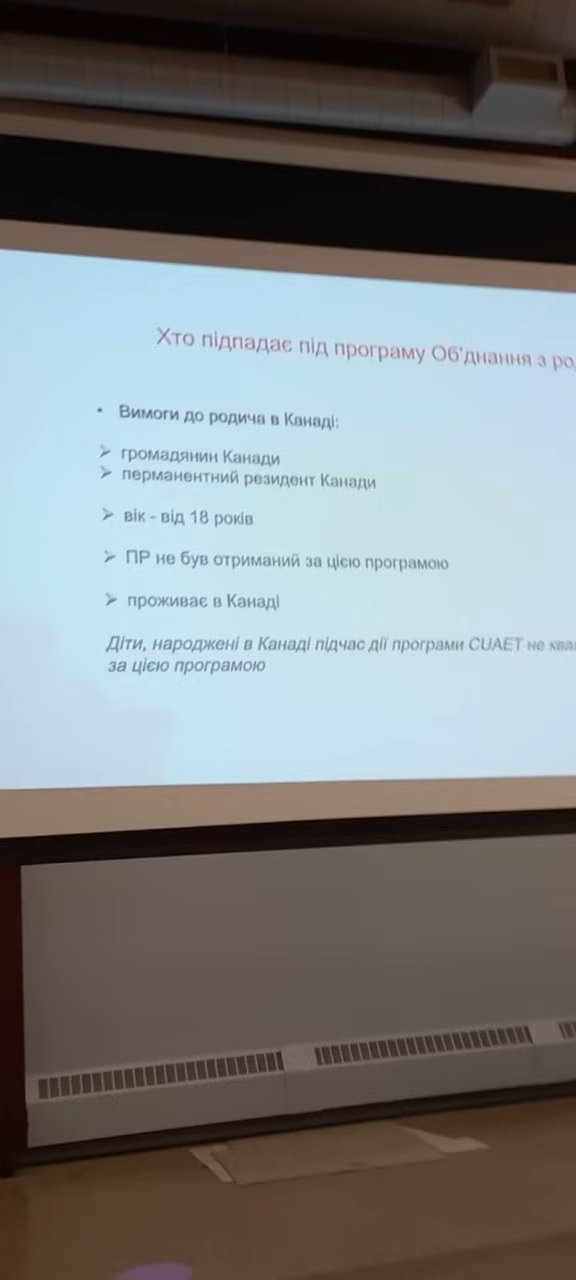 Хто підпадає під програму Об'днання з
• Вимоги до родича в Канаді:
➢ громадянин Канади
➢ перманентний резидент Канади
➢ вік - від 18 років
➢ ПР не був отриманий за цією програмою
➢ проживає в Канаді
Діти, народжені в Канаді підчас дії програми CUAET не
за цією програмою